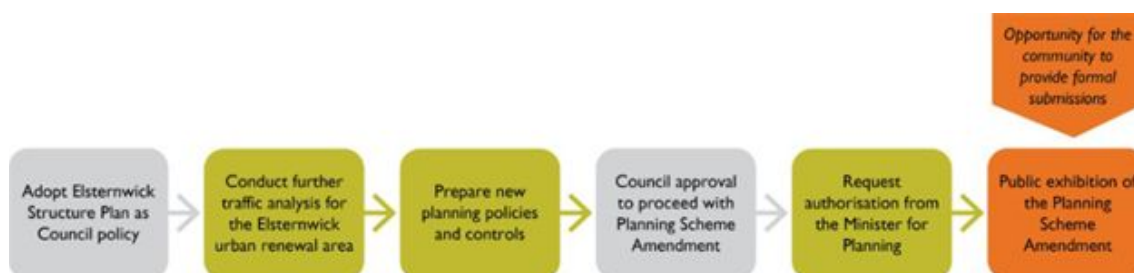 Opportunity for the
community to
provide formal
submissions
Adopt Elsternwick
Structure Plan as
Council policy
Conduct further
traffic analysis for
the Elsternwick
urban renewal area
Prepare new
planning policies
and controls
Council approval
to proceed with
Planning Scheme
Amendment
Request
authorisation from
the Minister for
Planning
Public exhibition of
the Planning
Scheme
Amendment